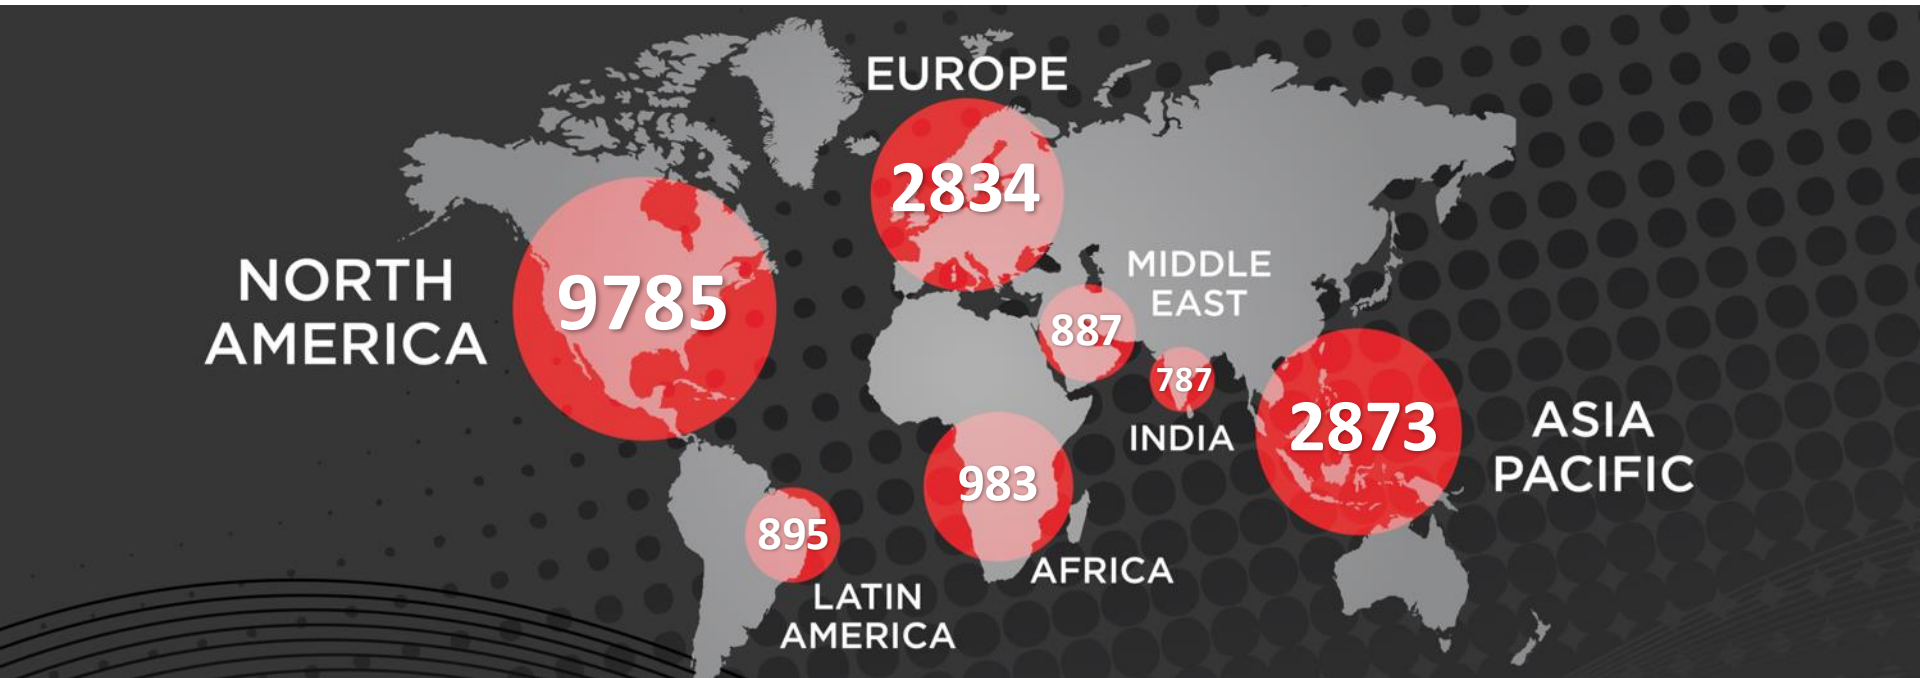 EUROPE
2834
NORTH
AMERICA
9785
MIDDLE
EAST
887
787
INDIA
2873
ASIA
PACIFIC
983
AFRICA
895
LATIN
AMERICA